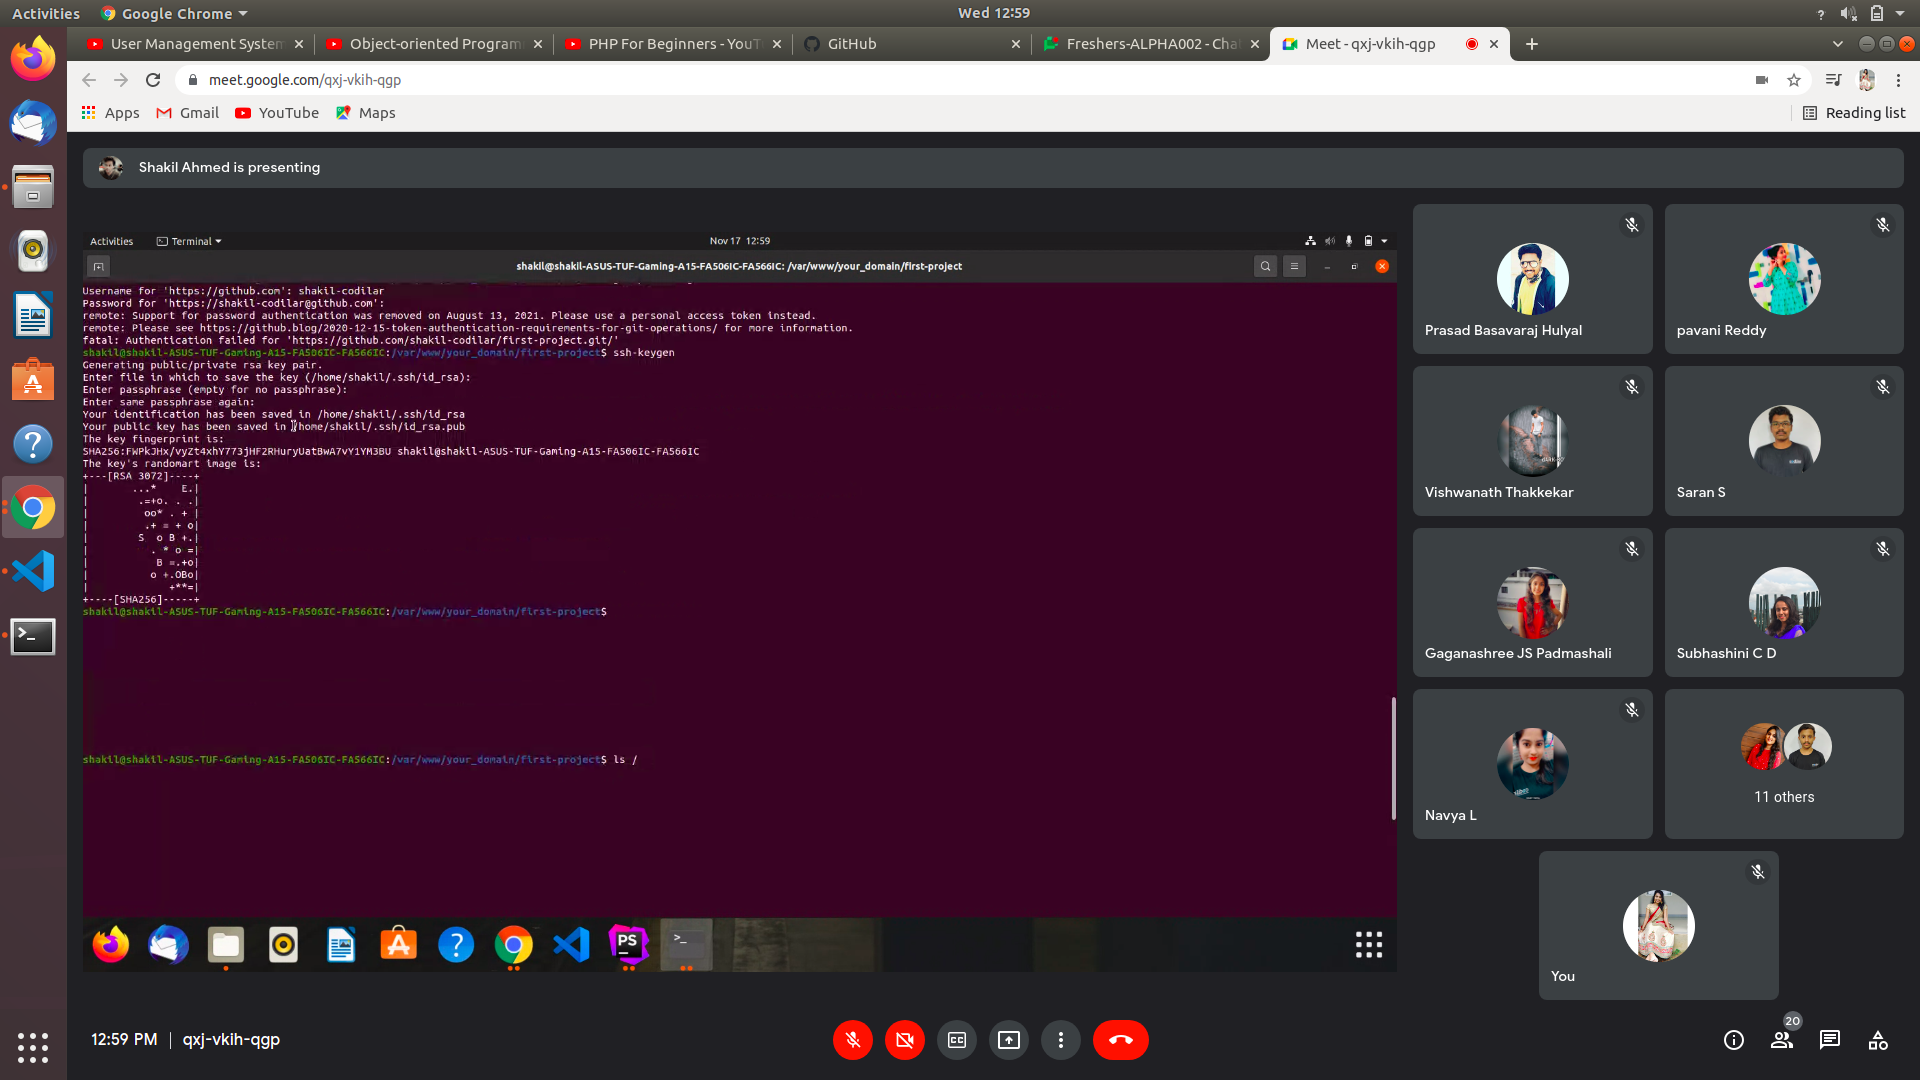 Activities
Google Chrome
Wed 12:59
?
User Management System
Object-oriented Program
PHP For Beginners - YouT
GitHub
Freshers-ALPHA002 - Cha
Meet - qxj-vkih-qgp
meet.google.com/qxj-vkih-qgp
Apps
Gmail
YouTube
Maps
Reading list
Shakil Ahmed is presenting
Activities
Terminal
Nov 17 12:59
shakil@shakil-ASUS-TUF-Gaming-A15-FA506IC-FA566IC: /var/www/your_domain/first-project
Username for 'https://github.com': shakil-codilar
Password for 'https://shakil-codilar@github.com':
remote: Support for password authentication was removed on August 13, 2021. Please use a personal access token instead.
remote: Please see https://github.blog/2020-12-15-token-authentication-requirements-for-git-operations/ for more information.
fatal: Authentication failed for 'https://github.com/shakil-codilar/first-project.git/'
shakil@shakil-ASUS-TUF-Gaming-A15-FA506IC-FA566IC:/var/www/your_domain/first-project$ ssh-keygen
Generating public/private rsa key pair.
Enter file in which to save the key (/home/shakil/.ssh/id_rsa):
Enter passphrase (empty for no passphrase):
Enter same passphrase again:
Your identification has been saved in /home/shakil/.ssh/id_rsa
Your public key has been saved in /home/shakil/.ssh/id_rsa.pub
The key fingerprint is:
SHA256:FWPkJHx/vyZt4xhY773jHF2RHuryUatBwA7vY1YM3BU shakil@shakil-ASUS-TUF-Gaming-A15-FA506IC-FA566IC
The key's randomart image is:
+---[RSA 3072]----+
|       ...*    E.|
|        .=+o. . .|
|         oo* . + |
|         .+ = + o|
|        S  o B +.|
|          . * o =|
|           B =.+o|
|          o +.OBo|
|             +**=|
+----[SHA256]-----+
shakil@shakil-ASUS-TUF-Gaming-A15-FA506IC-FA566IC:/var/www/your_domain/first-project$
shakil@shakil-ASUS-TUF-Gaming-A15-FA506IC-FA566IC:/var/www/your_domain/first-project$ ls /
PS
Prasad Basavaraj Hulyal
pavani Reddy
Vishwanath Thakkekar
Saran S
Gaganashree JS Padmashali
Subhashini C D
Navya L
11 others
You
12:59 PM | qxj-vkih-qgp
20